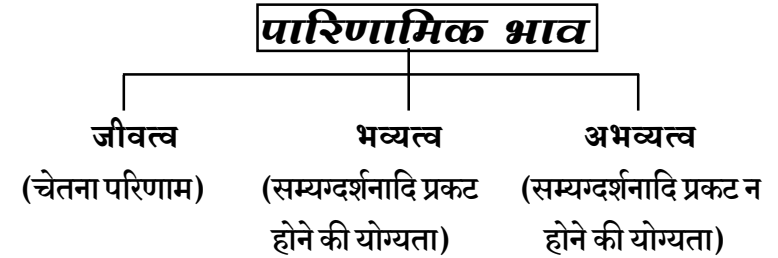 पारिणामिक भाव
जीवत्व भव्यत्व अभव्यत्व
(चेतना परिणाम) (सम्यग्दर्शनादि प्रकट (सम्यग्दर्शनादि प्रकट न
होने की योग्यता) होने की योग्यता)